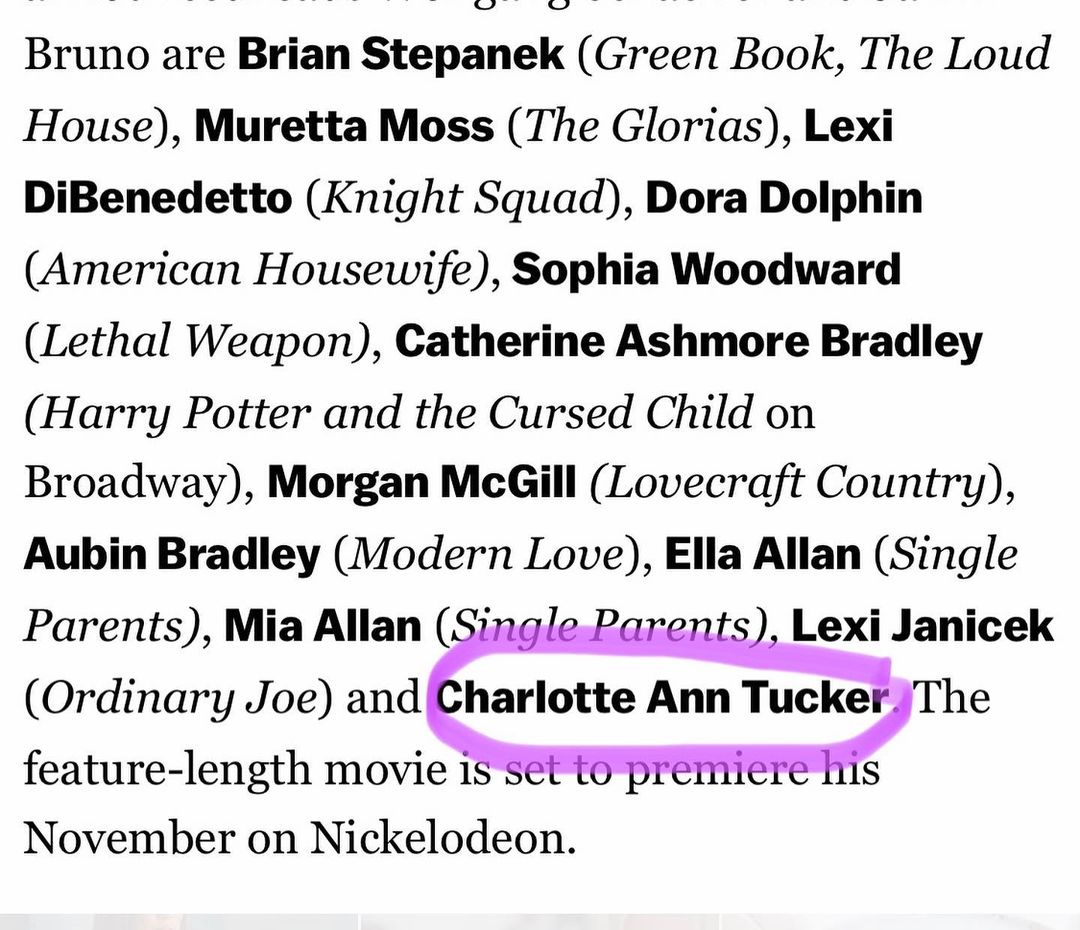 Bruno are Brian Stepanek (Green Book, The Loud
House), Muretta Moss (The Glorias), Lexi
DiBenedetto (Knight Squad), Dora Dolphin
(American Housewife), Sophia Woodward
(Lethal Weapon), Catherine Ashmore Bradley
(Harry Potter and the Cursed Child on
Broadway), Morgan McGill (Lovecraft Country),
Aubin Bradley (Modern Love), Ella Allan (Single
Parents), Mia Allan (Single Parents), Lexi Janicek
(Ordinary Joe) and Charlotte Ann Tucker. The
feature-length movie is set to premiere his
November on Nickelodeon.